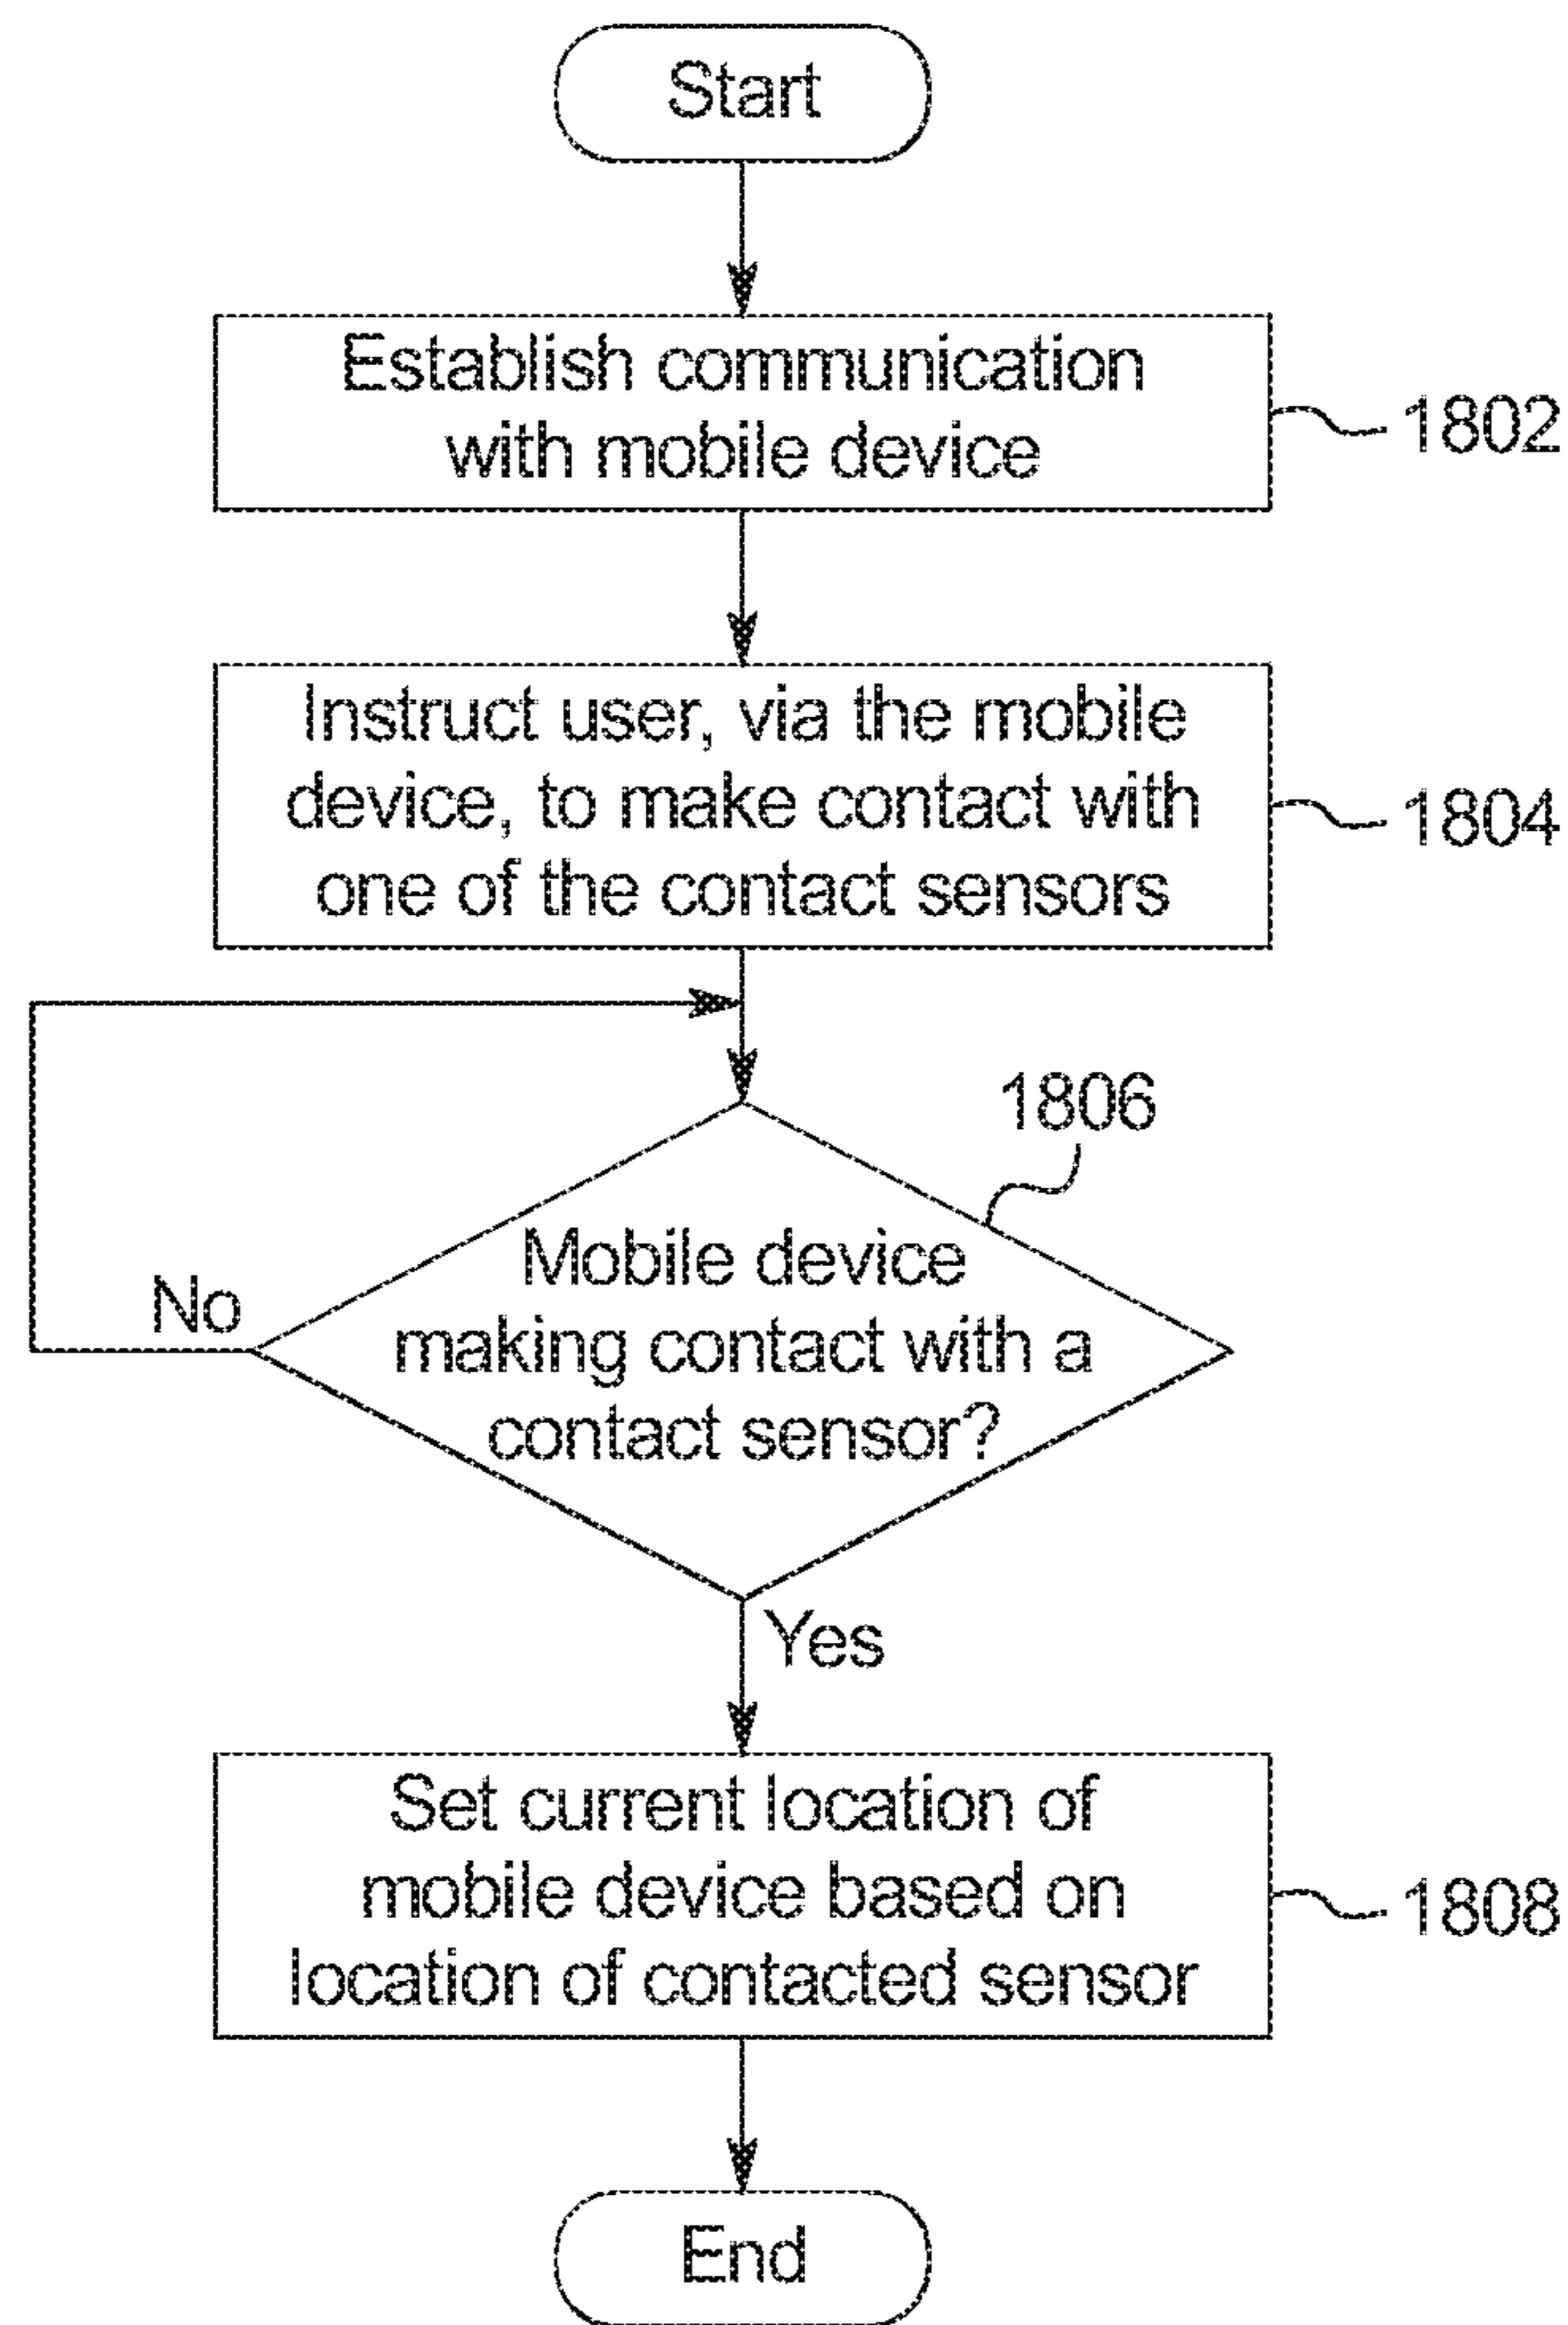 Start
Establish communication
with mobile device
1802
Instruct user, via the mobile
device, to make contact with
one of the contact sensors
1804
1806
Mobile device
making contact with a
contact sensor?
No
Yes
Set current location of
mobile device based on
location of contacted sensor
1808
End